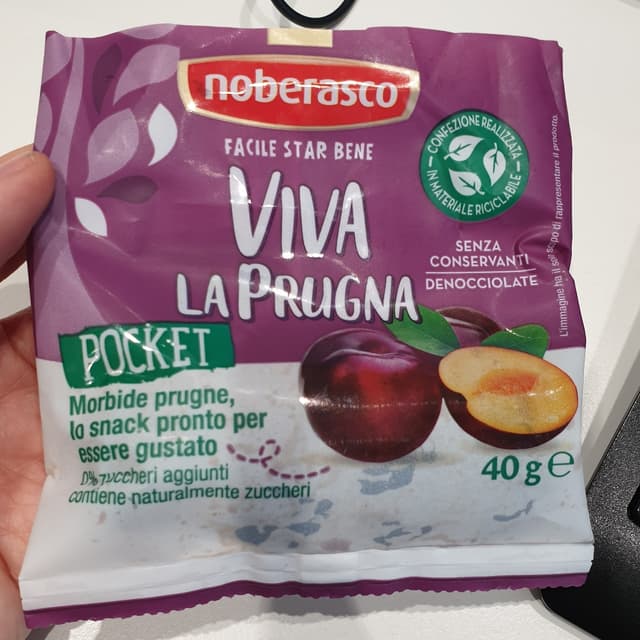 noberasco
FACILE STAR BENE
VIVA
LA PRUGNA
CONFEZIONE REALIZZATA
IN MATERIALE RICICLABILE
SENZA
CONSERVANTI
DENOCCIOLATE
L'immagine ha il solo scopo di rappresentare il prodotto.
POCKET
Morbide prugne,
lo snack pronto per
essere gustato
0% zuccheri aggiunti
contiene naturalmente zuccheri
40 g e